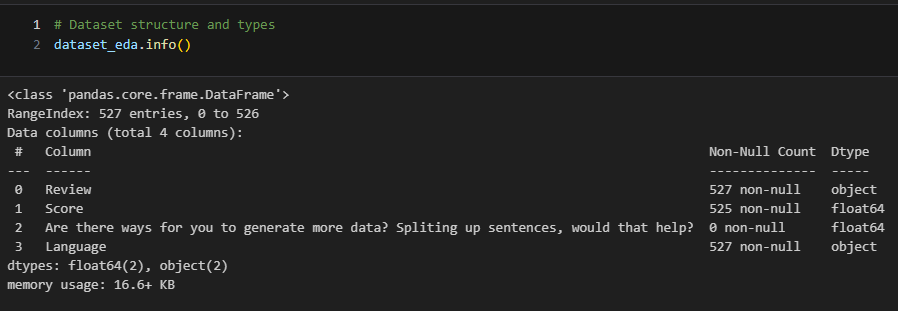 1 # Dataset structure and types
2 dataset_eda.info()
<class 'pandas.core.frame.DataFrame'>
RangeIndex: 527 entries, 0 to 526
Data columns (total 4 columns):
 #   Column                                                                              Non-Null Count  Dtype
---  ------                                                                              --------------  -----
 0   Review                                                                              527 non-null    object
 1   Score                                                                               525 non-null    float64
 2   Are there ways for you to generate more data? Spliting up sentences, would that help?  0 non-null      float64
 3   Language                                                                            527 non-null    object
dtypes: float64(2), object(2)
memory usage: 16.6+ KB